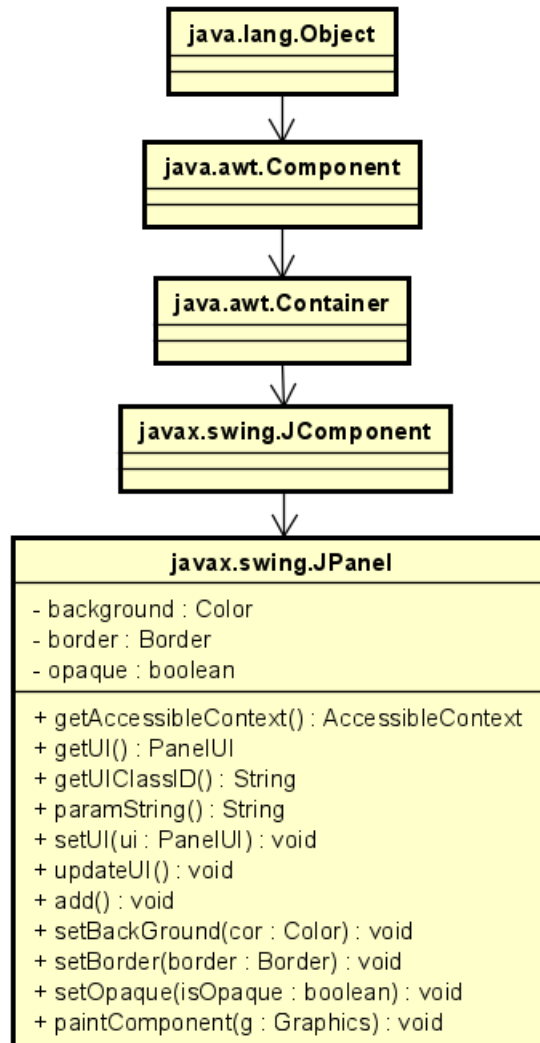 java.lang.Object
java.awt.Component
java.awt.Container
javax.swing.JComponent
javax.swing.JPanel
- background : Color
- border : Border
- opaque : boolean
+ getAccessibleContext() : AccessibleContext
+ getUI() : PanelUI
+ getUIClassID() : String
+ paramString() : String
+ setUI(ui : PanelUI) : void
+ updateUI() : void
+ add() : void
+ setBackGround(cor : Color) : void
+ setBorder(border : Border) : void
+ setOpaque(isOpaque : boolean) : void
+ paintComponent(g : Graphics) : void